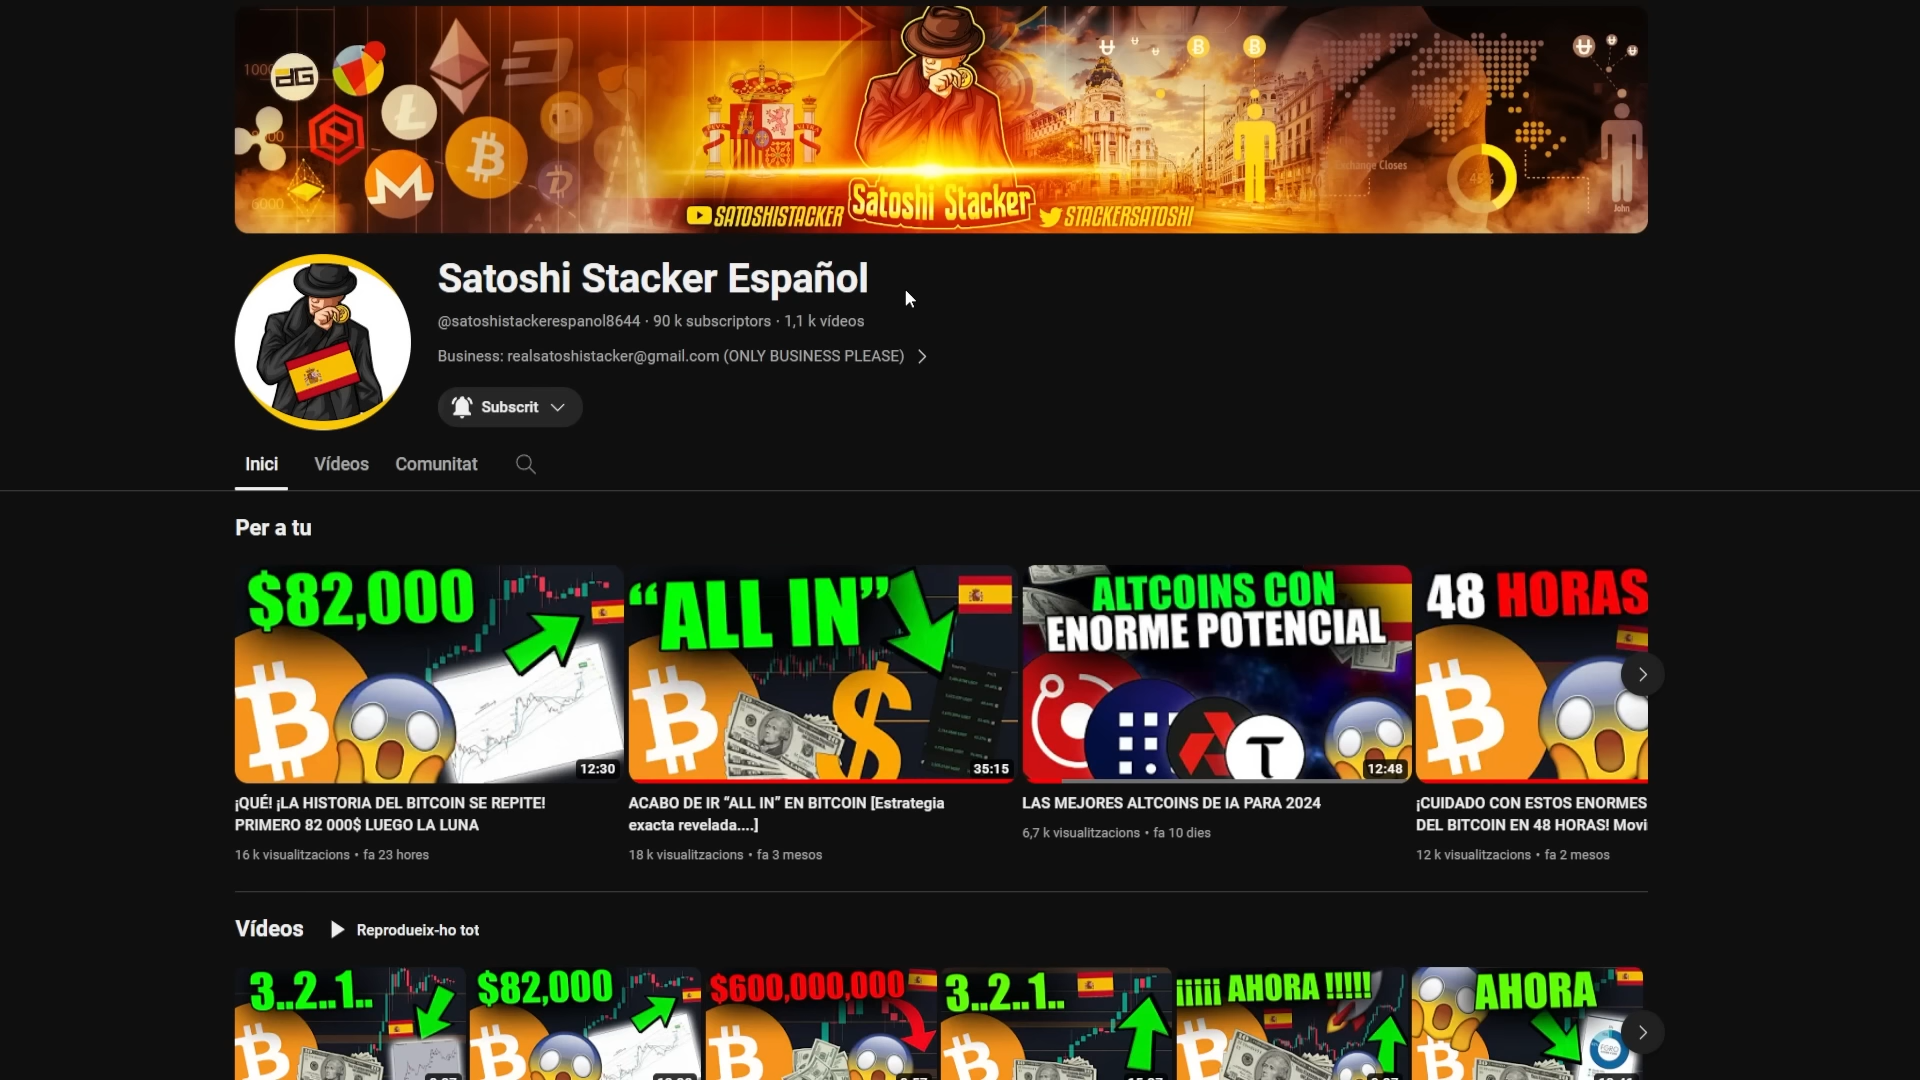 Satoshi Stacker
SATOSHISTACKER
STACKERSATOSHI
Exchange Closes
45%
John
Satoshi Stacker Español
@satoshistackerespanol8644 · 90 k subscriptors · 1,1 k vídeos
Business: realsatoshistacker@gmail.com (ONLY BUSINESS PLEASE)
Subscrit
Inici Vídeos Comunitat
Per a tu
$82,000
12:30
“ALL IN”
35:15
ALTCOINS CON
ENORME POTENCIAL
12:48
48 HORAS
¡QUÉ! ¡LA HISTORIA DEL BITCOIN SE REPITE!
PRIMERO 82 000$ LUEGO LA LUNA
16 k visualitzacions • fa 23 hores
ACABO DE IR “ALL IN” EN BITCOIN [Estrategia
exacta revelada....]
18 k visualitzacions • fa 3 mesos
LAS MEJORES ALTCOINS DE IA PARA 2024
6,7 k visualitzacions • fa 10 dies
¡CUIDADO CON ESTOS ENORMES
DEL BITCOIN EN 48 HORAS! Movi
12 k visualitzacions • fa 2 mesos
Vídeos Reprodueix-ho tot
3..2..1..
$82,000
$600,000,000
3..2..1..
¡¡¡¡¡ AHORA !!!!!
AHORA